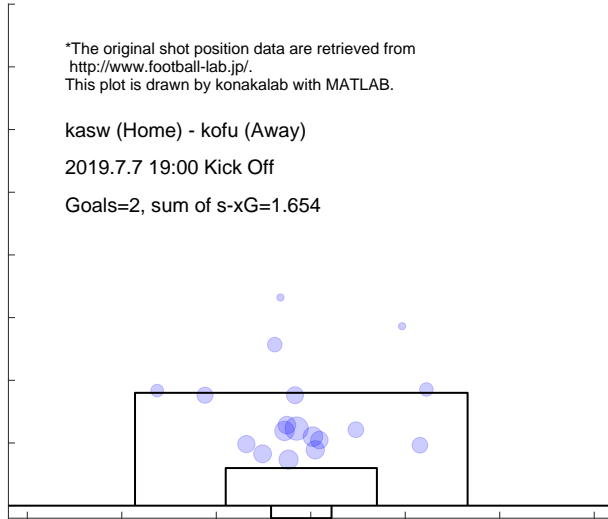 *The original shot position data are retrieved from
http://www.football-lab.jp/.
This plot is drawn by konakalab with MATLAB.
kasw (Home) - kofu (Away)
2019.7.7 19:00 Kick Off
Goals=2, sum of s-xG=1.654